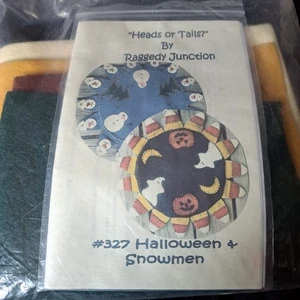 "Heads or Tails?"
By
Raggedy Junction
#327 Halloween &
Snowmen